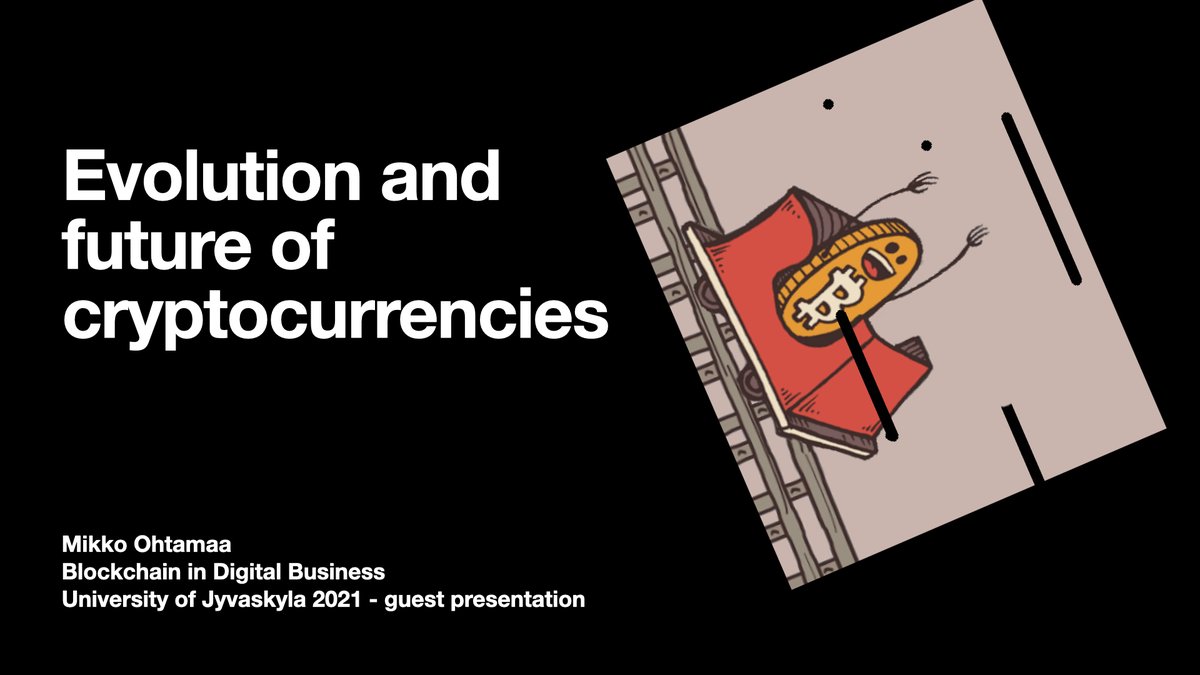 Evolution and
future of
cryptocurrencies
Mikko Ohtamaa
Blockchain in Digital Business
University of Jyvaskyla 2021 - guest presentation